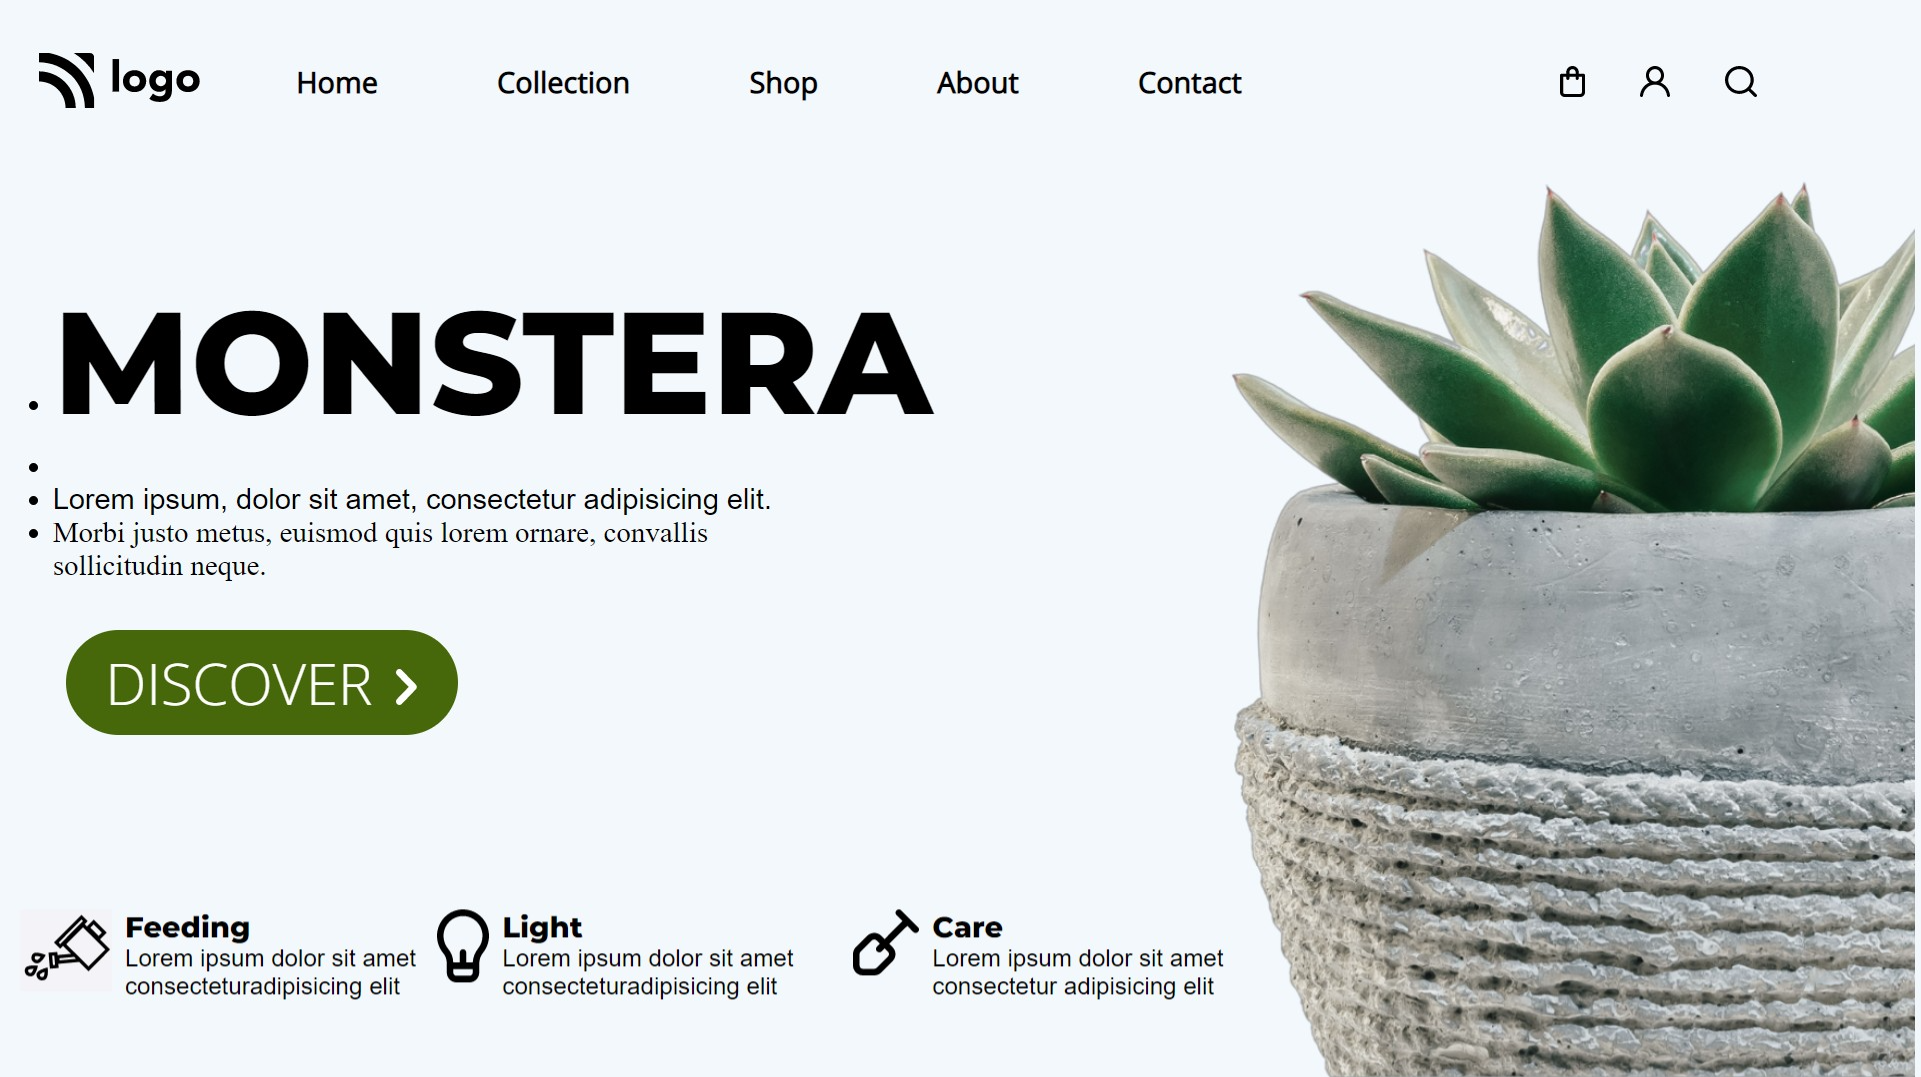 logo
Home
Collection
Shop
About
Contact
MONSTERA
Lorem ipsum, dolor sit amet, consectetur adipisicing elit.
Morbi justo metus, euismod quis lorem ornare, convallis
sollicitudin neque.
DISCOVER
Feeding
Lorem ipsum dolor sit amet
consecteturadipisicing elit
Light
Lorem ipsum dolor sit amet
consecteturadipisicing elit
Care
Lorem ipsum dolor sit amet
consectetur adipisicing elit